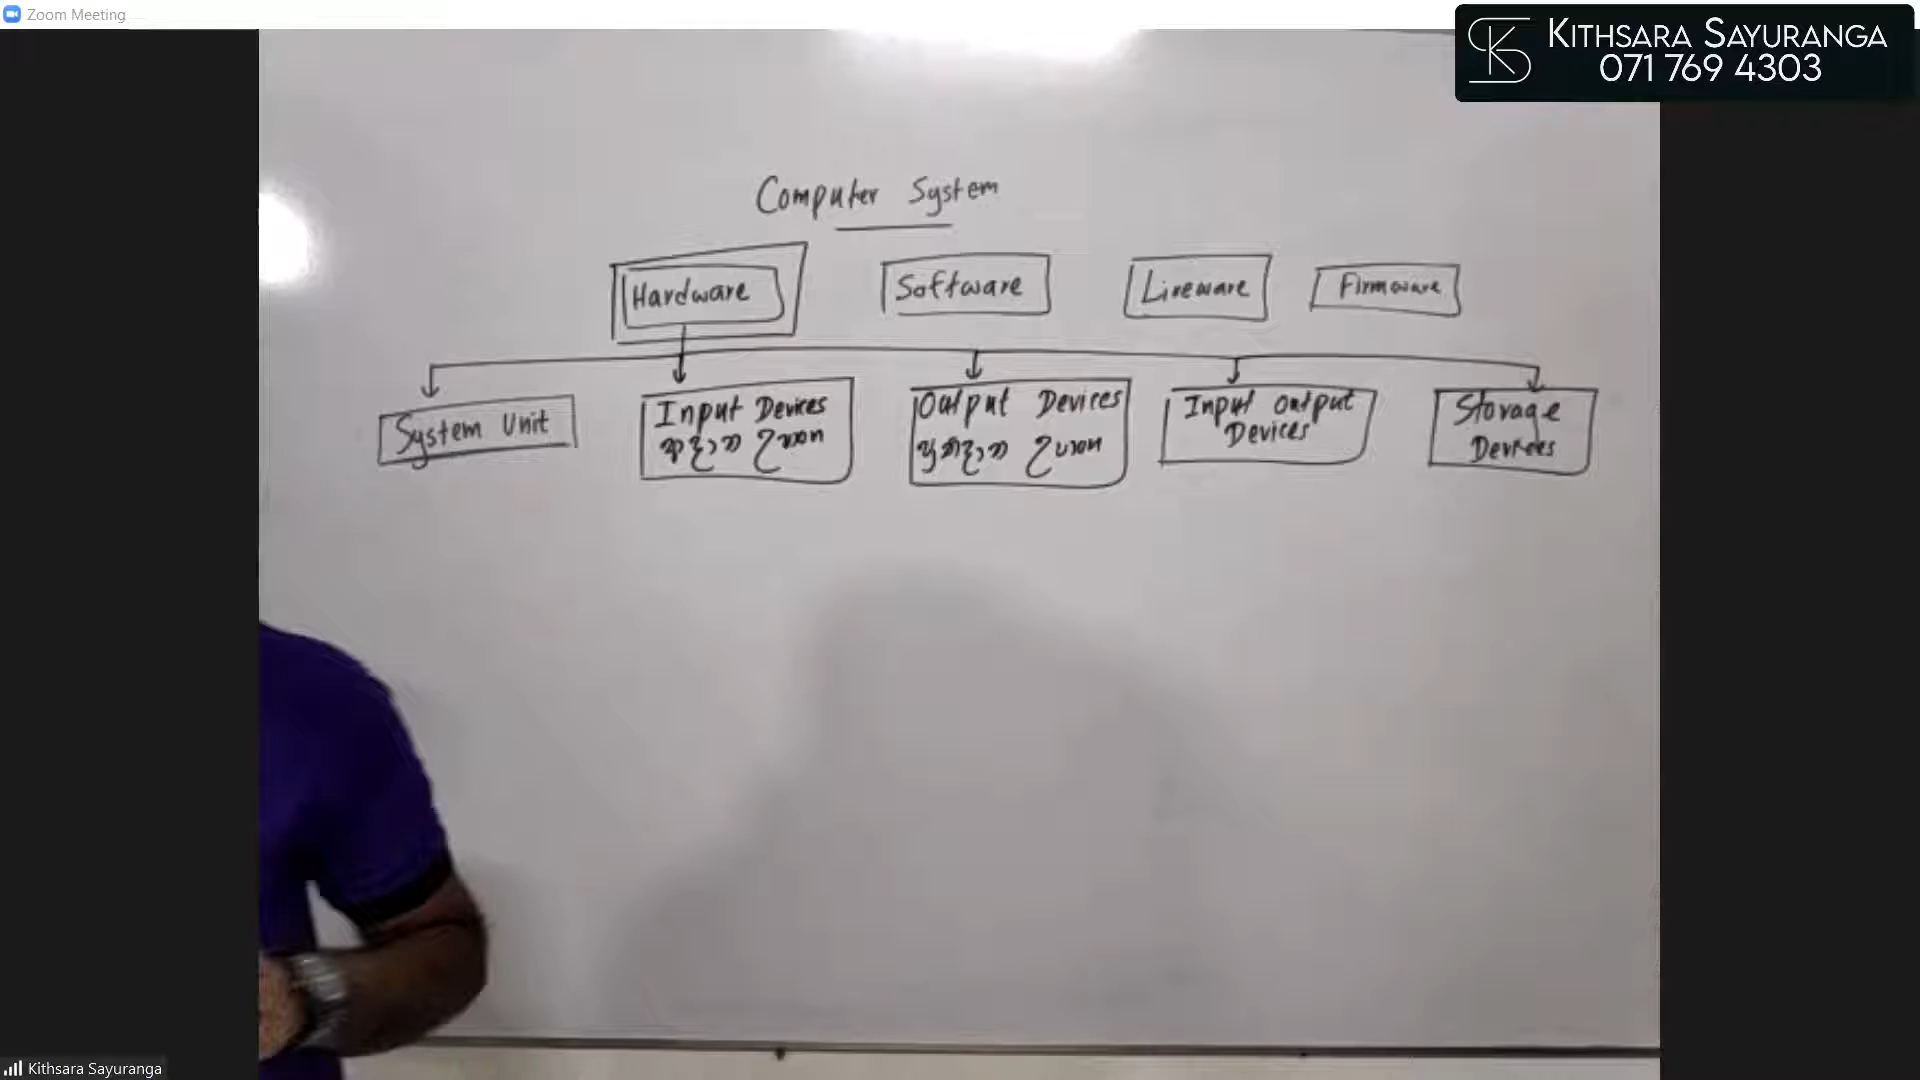 Zoom Meeting
KITHSARA SAYURANGA
071 769 4303
Computer System
Hardware
Software
Liveware
Firmware
System Unit
Input Devices
ආදාන උපාංග
Output Devices
ප්‍රතිදාන උපාංග
Input Output
Devices
Storage
Devices
Kithsara Sayuranga